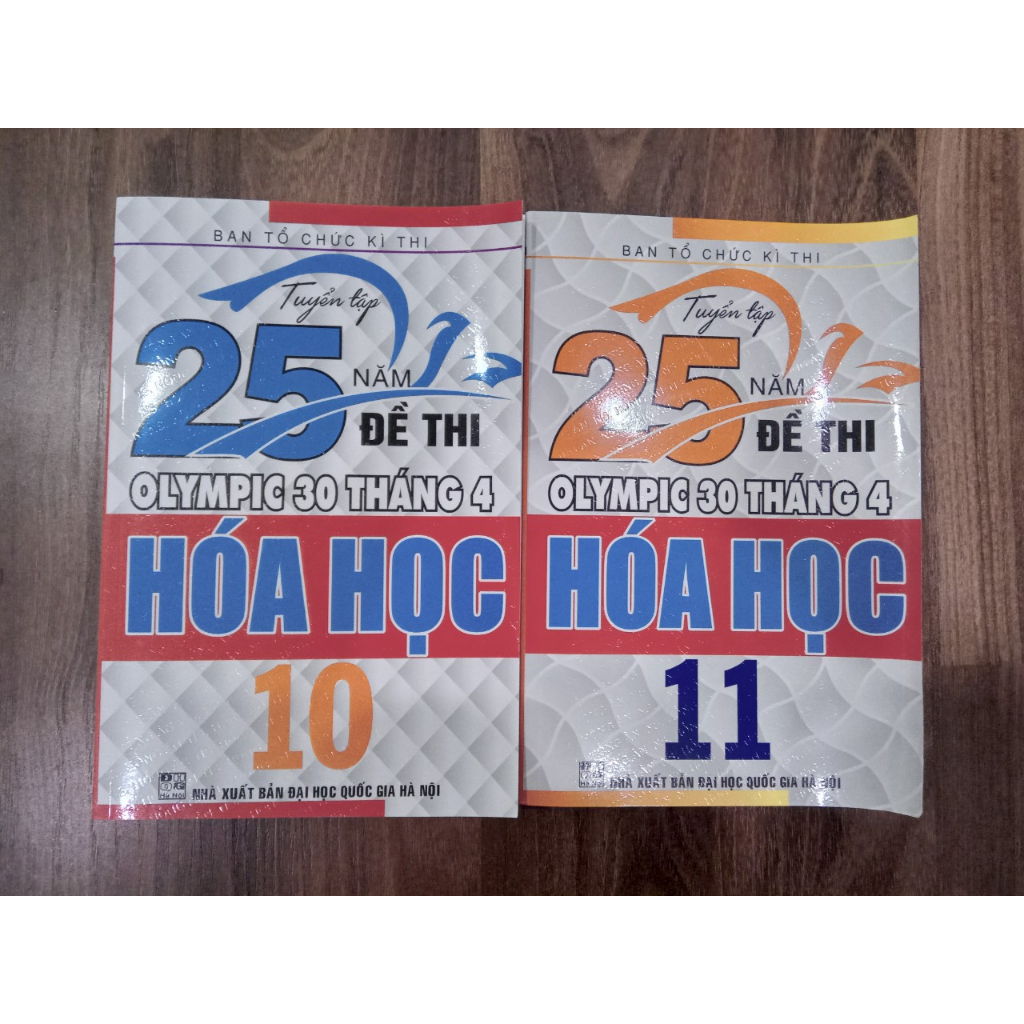 BAN TỔ CHỨC KÌ THI
Tuyển tập
25 NĂM
ĐỀ THI
OLYMPIC 30 THÁNG 4
HÓA HỌC
10
NHÀ XUẤT BẢN ĐẠI HỌC QUỐC GIA HÀ NỘI
BAN TỔ CHỨC KÌ THI
Tuyển tập
25 NĂM
ĐỀ THI
OLYMPIC 30 THÁNG 4
HÓA HỌC
11
NHÀ XUẤT BẢN ĐẠI HỌC QUỐC GIA HÀ NỘI